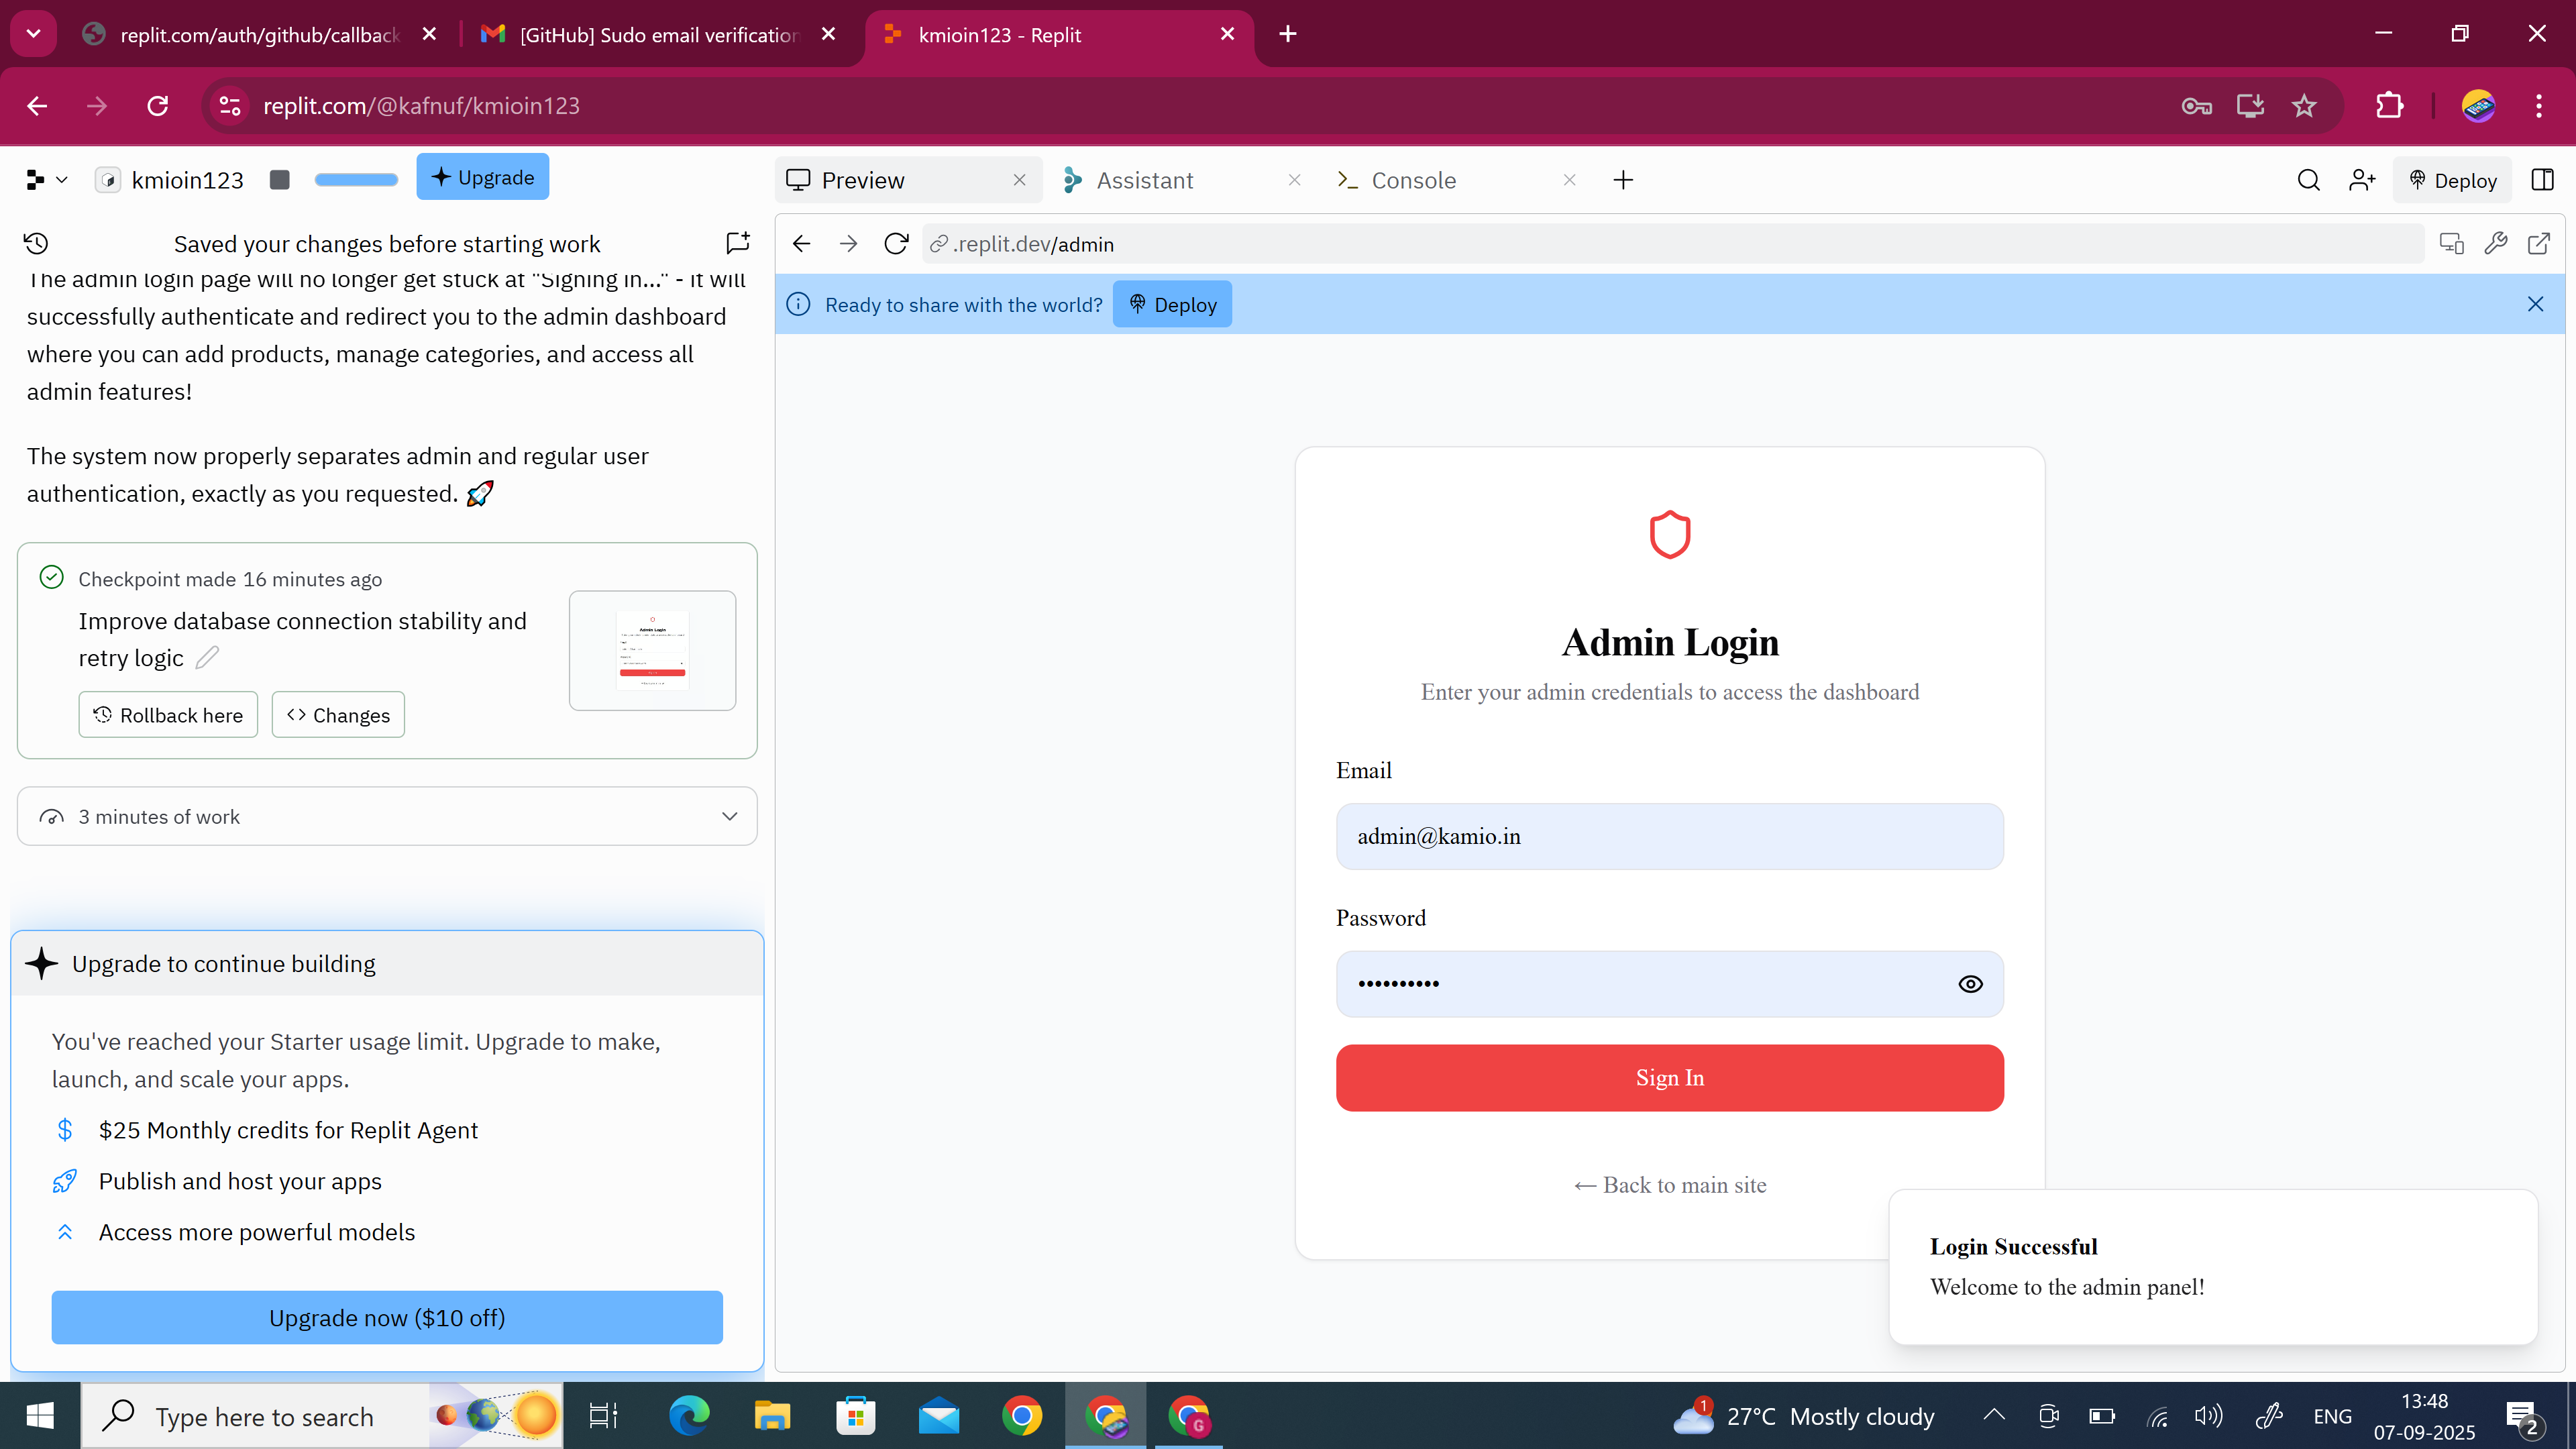 replit.com/auth/github/callback
[GitHub] Sudo email verification
kmioin123 - Replit
replit.com/@kafnuf/kmioin123
kmioin123
Upgrade
Preview
Assistant
Console
Deploy
Saved your changes before starting work
.replit.dev/admin
The admin login page will no longer get stuck at "Signing in..." - it will
successfully authenticate and redirect you to the admin dashboard
where you can add products, manage categories, and access all
admin features!
The system now properly separates admin and regular user
authentication, exactly as you requested. 🚀
Checkpoint made 16 minutes ago
Improve database connection stability and
retry logic
Rollback here
Changes
3 minutes of work
Upgrade to continue building
You've reached your Starter usage limit. Upgrade to make,
launch, and scale your apps.
$25 Monthly credits for Replit Agent
Publish and host your apps
Access more powerful models
Upgrade now ($10 off)
Ready to share with the world?
Deploy
Admin Login
Enter your admin credentials to access the dashboard
Email
admin@kamio.in
Password
••••••••••
Sign In
← Back to main site
Login Successful
Welcome to the admin panel!
Type here to search
G
1
27°C Mostly cloudy
ENG
13:48
07-09-2025
2